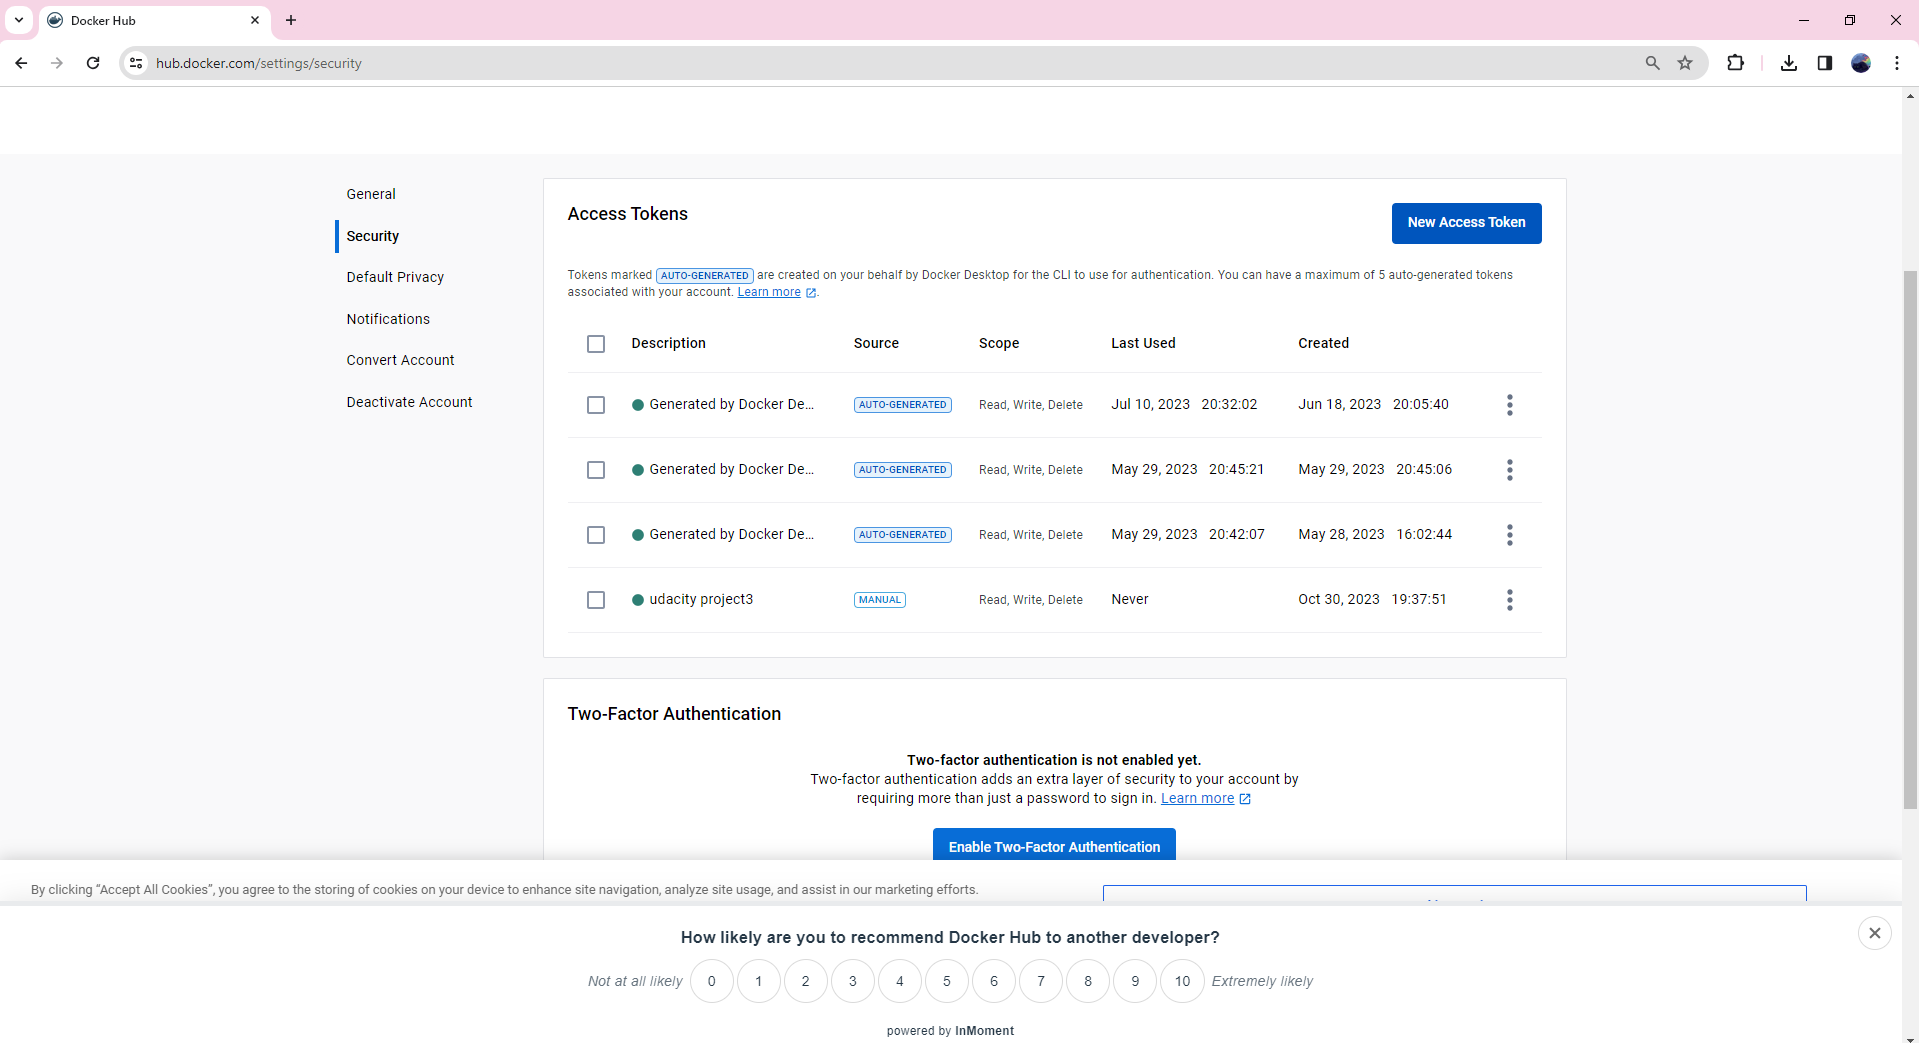 Docker Hub
hub.docker.com/settings/security
General
Security
Default Privacy
Notifications
Convert Account
Deactivate Account
Access Tokens
New Access Token
Tokens marked AUTO-GENERATED are created on your behalf by Docker Desktop for the CLI to use for authentication. You can have a maximum of 5 auto-generated tokens
associated with your account. Learn more .
Description Source Scope Last Used Created
Generated by Docker De... AUTO-GENERATED Read, Write, Delete Jul 10, 2023 20:32:02 Jun 18, 2023 20:05:40
Generated by Docker De... AUTO-GENERATED Read, Write, Delete May 29, 2023 20:45:21 May 29, 2023 20:45:06
Generated by Docker De... AUTO-GENERATED Read, Write, Delete May 29, 2023 20:42:07 May 28, 2023 16:02:44
udacity project3 MANUAL Read, Write, Delete Never Oct 30, 2023 19:37:51
Two-Factor Authentication
Two-factor authentication is not enabled yet.
Two-factor authentication adds an extra layer of security to your account by
requiring more than just a password to sign in. Learn more
Enable Two-Factor Authentication
By clicking “Accept All Cookies”, you agree to the storing of cookies on your device to enhance site navigation, analyze site usage, and assist in our marketing efforts.
How likely are you to recommend Docker Hub to another developer?
Not at all likely 0 1 2 3 4 5 6 7 8 9 10 Extremely likely
powered by InMoment